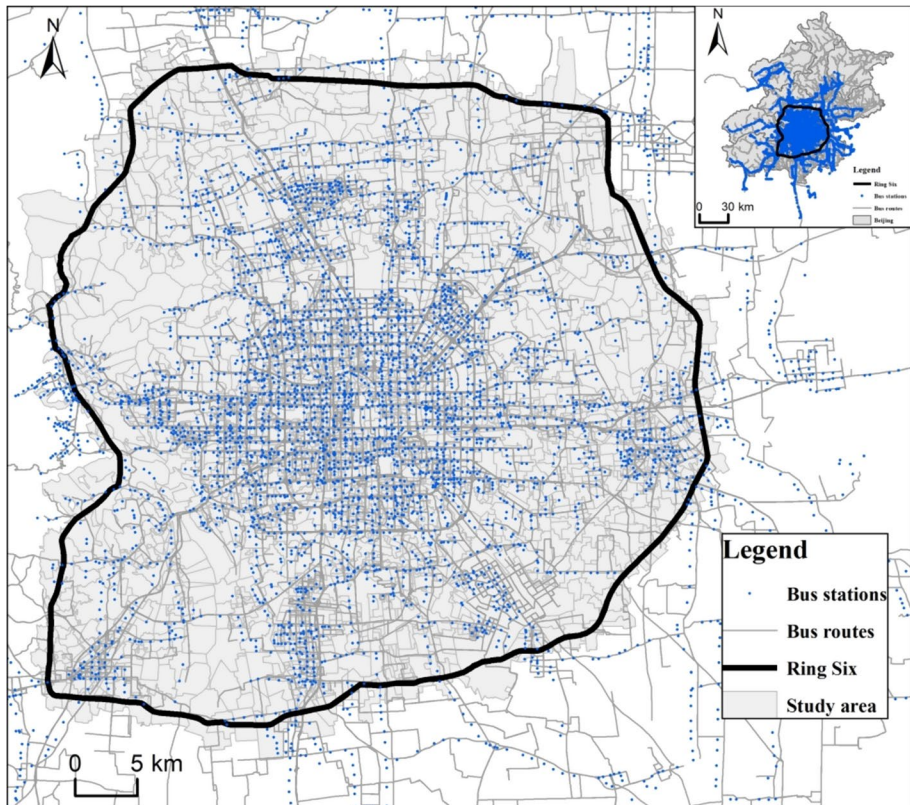 N
N
Legend
Ring Six
Bus stations
Bus routes
Beijing
0 30 km
Legend
Bus stations
Bus routes
Ring Six
Study area
0 5 km